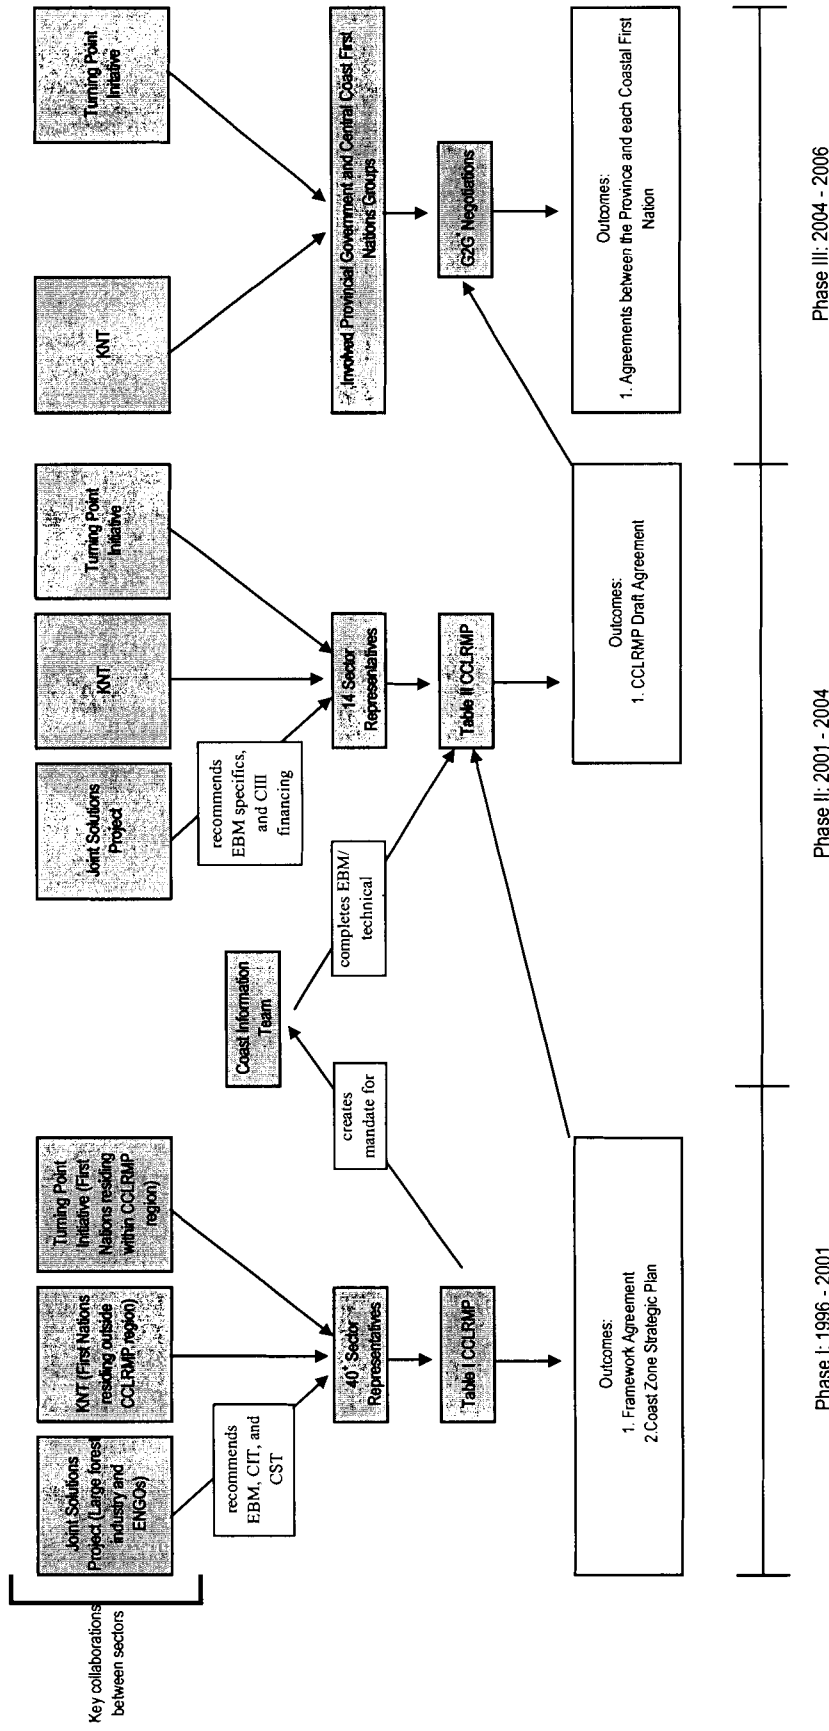 Key collaborations
between sectors
Joint Solutions
Project (Large forest
industry and
ENGOs)
KNT (First Nations
residing outside
CCLRMP region)
Turning Point
Initiative (First
Nations residing
within CCLRMP
region)
recommends
EBM, CIT, and
CST
40+ Sector
Representatives
Table I CCLRMP
Outcomes:
1. Framework Agreement
2.Coast Zone Strategic Plan
Phase I: 1996 - 2001
creates
mandate for
Coast Information
Team
completes EBM/
technical
Joint Solutions
Project
KNT
Turning Point
Initiative
recommends
EBM specifics,
and CIII
financing
14 Sector
Representatives
Table II CCLRMP
Outcomes:
1. CCLRMP Draft Agreement
Phase II: 2001 - 2004
KNT
Turning Point
Initiative
Involved Provincial Government and Central Coast First
Nations Groups
G2G Negotiations
Outcomes:
1. Agreements between the Province and each Coastal First
Nation
Phase III: 2004 - 2006